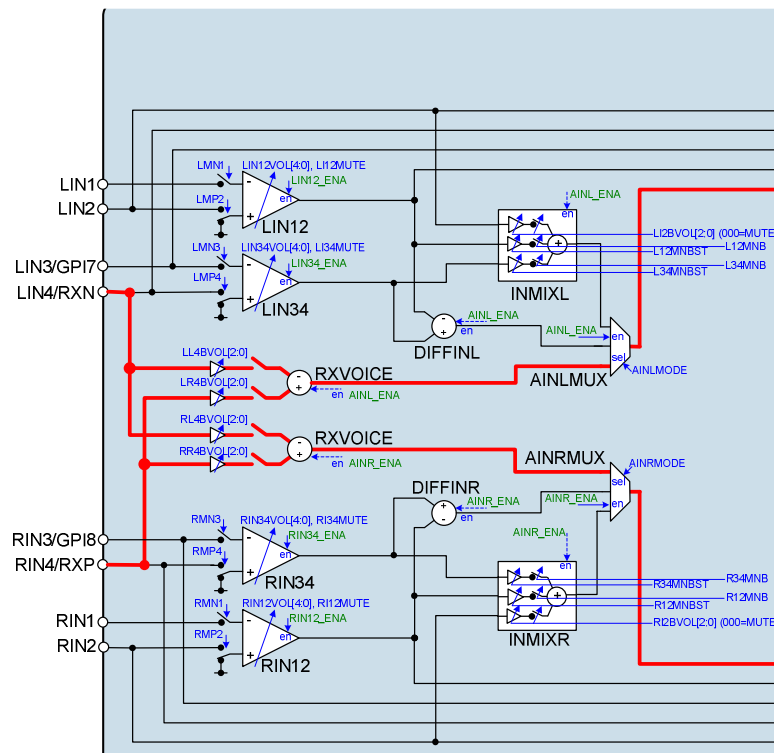 LMN1 LIN12VOL[4:0], LI12MUTE
LIN12_ENA
AINL_ENA
LIN1
- en
en
LMP2
LIN2
+
LIN12
LI2BVOL[2:0] (000=MUTE
L12MNB
LMN3 LIN34VOL[4:0], LI34MUTE
L12MNBST
LIN34_ENA
LIN3/GPI7
- en
+
L34MNB
LMP4
L34MNBST
LIN4/RXN
+
LIN34
INMIXL
AINL_ENA
-
+
en
AINL_ENA
en
DIFFINL
sel
LL4BVOL[2:0]
RXVOICE
AINLMODE
AINLMUX
LR4BVOL[2:0]
-
+
en
AINL_ENA
RL4BVOL[2:0]
RXVOICE
RR4BVOL[2:0]
-
+
AINRMUX
en
AINR_ENA
AINRMODE
DIFFINR
sel
AINR_ENA
AINR_ENA
en
RMN3 RIN34VOL[4:0], RI34MUTE
+
-
en
RIN34_ENA
AINR_ENA
RIN3/GPI8
- en
en
RMP4
RIN4/RXP
+
RIN34
R34MNB
R34MNBST
RMN1 RIN12VOL[4:0], RI12MUTE
+
R12MNB
R12MNBST
RIN12_ENA
RIN1
- en
RI2BVOL[2:0] (000=MUTE
RMP2
INMIXR
RIN2
+
RIN12